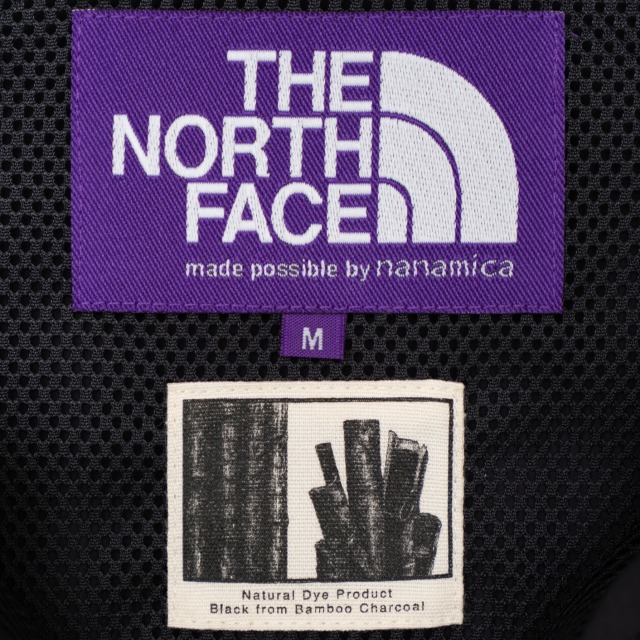 THE
NORTH
FACE
made possible by nanamica
M
Natural Dye Product
Black from Bamboo Charcoal